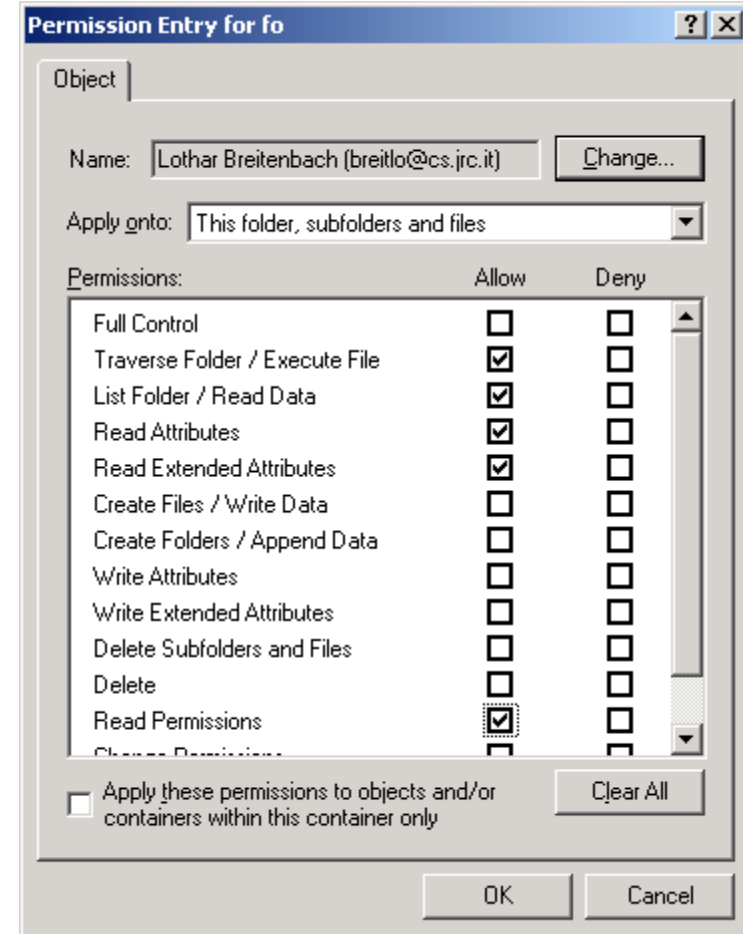 Permission Entry for fo
Object
Name: Lothar Breitenbach (breitlo@cs.jrc.it) Change...
Apply onto: This folder, subfolders and files
Permissions: Allow Deny
Full Control
Traverse Folder / Execute File
List Folder / Read Data
Read Attributes
Read Extended Attributes
Create Files / Write Data
Create Folders / Append Data
Write Attributes
Write Extended Attributes
Delete Subfolders and Files
Delete
Read Permissions
Change Permissions
Apply these permissions to objects and/or Clear All
containers within this container only
OK Cancel